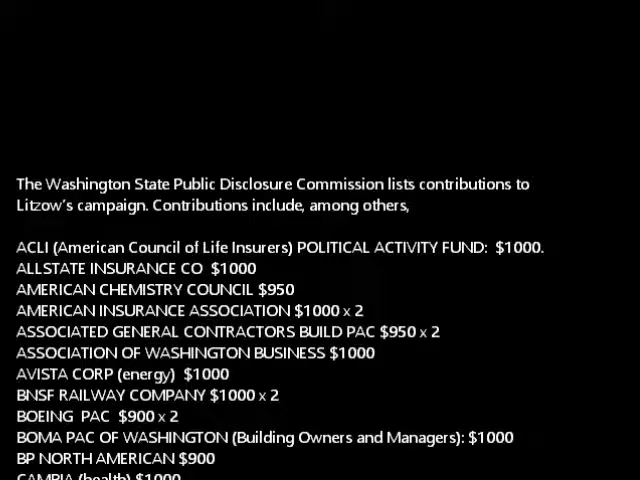 The Washington State Public Disclosure Commission lists contributions to
Litzow's campaign. Contributions include, among others,
ACLI (American Council of Life Insurers) POLITICAL ACTIVITY FUND:  $1000.
ALLSTATE INSURANCE CO  $1000
AMERICAN CHEMISTRY COUNCIL $950
AMERICAN INSURANCE ASSOCIATION $1000 x 2
ASSOCIATED GENERAL CONTRACTORS BUILD PAC $950 x 2
ASSOCIATION OF WASHINGTON BUSINESS $1000
AVISTA CORP (energy)  $1000
BNSF RAILWAY COMPANY $1000 x 2
BOEING  PAC  $900 x 2
BOMA PAC OF WASHINGTON (Building Owners and Managers): $1000
BP NORTH AMERICAN $900
CAMBIA (health) $1000